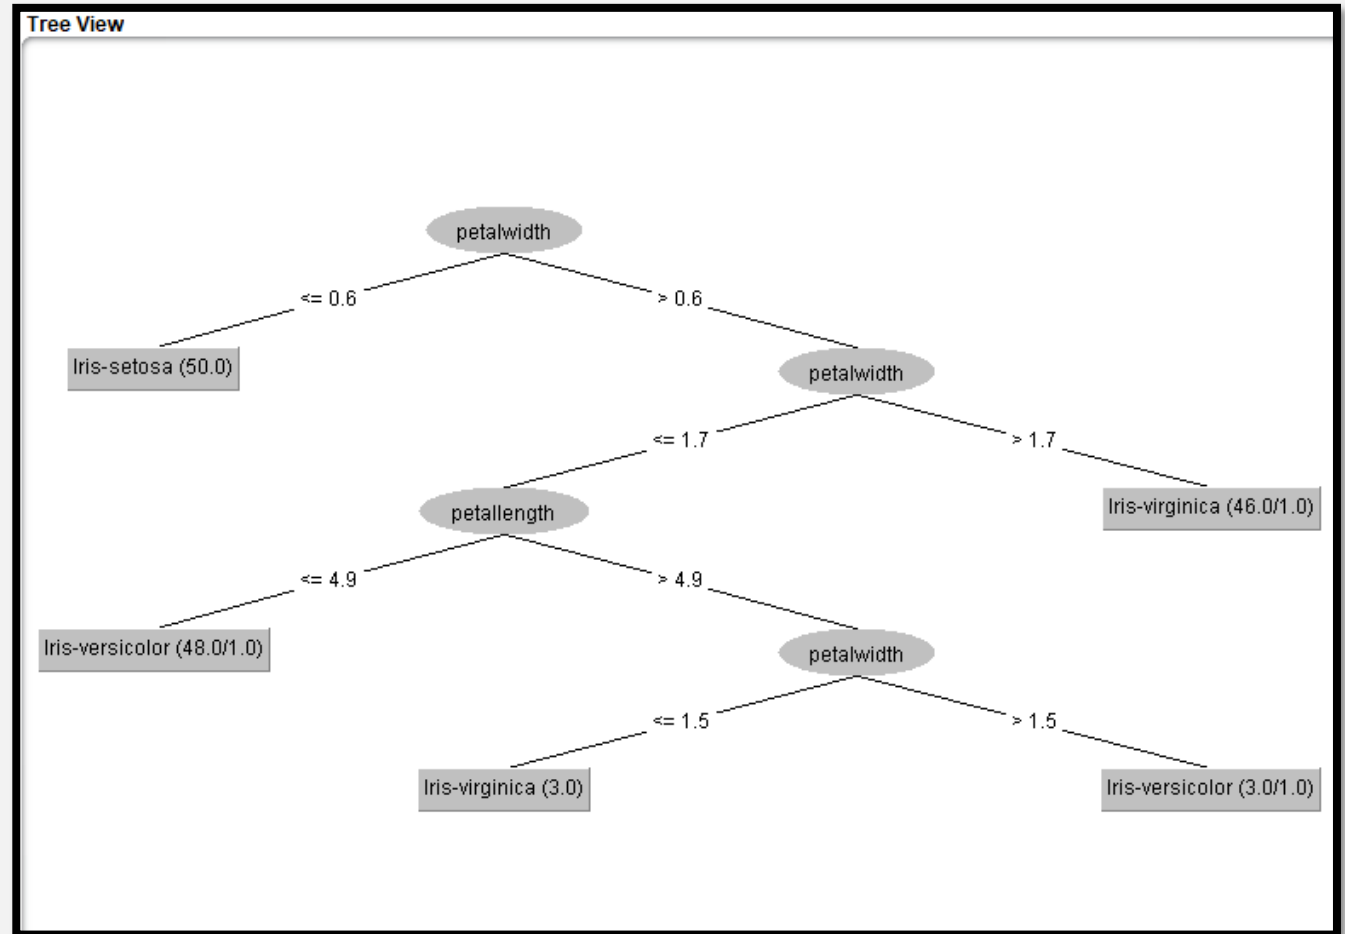 Tree View
petalwidth
<= 0.6
> 0.6
Iris-setosa (50.0)
petalwidth
<= 1.7
> 1.7
petallength
Iris-virginica (46.0/1.0)
<= 4.9
> 4.9
Iris-versicolor (48.0/1.0)
petalwidth
<= 1.5
> 1.5
Iris-virginica (3.0)
Iris-versicolor (3.0/1.0)